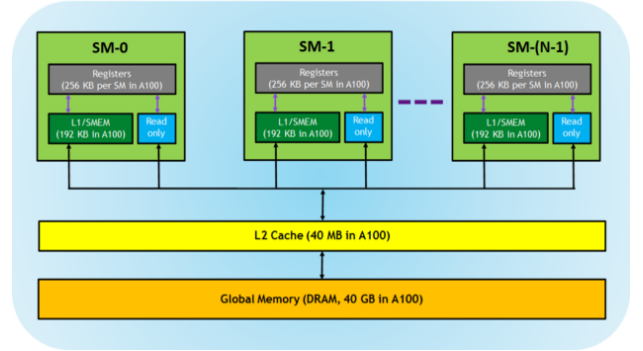 SM-0
Registers
(256 KB per SM in A100)
L1/SMEM
(192 KB in A100)
Read
only
SM-1
Registers
(256 KB per SM in A100)
L1/SMEM
(192 KB in A100)
Read
only
SM-(N-1)
Registers
(256 KB per SM in A100)
L1/SMEM
(192 KB in A100)
Read
only
L2 Cache (40 MB in A100)
Global Memory (DRAM, 40 GB in A100)